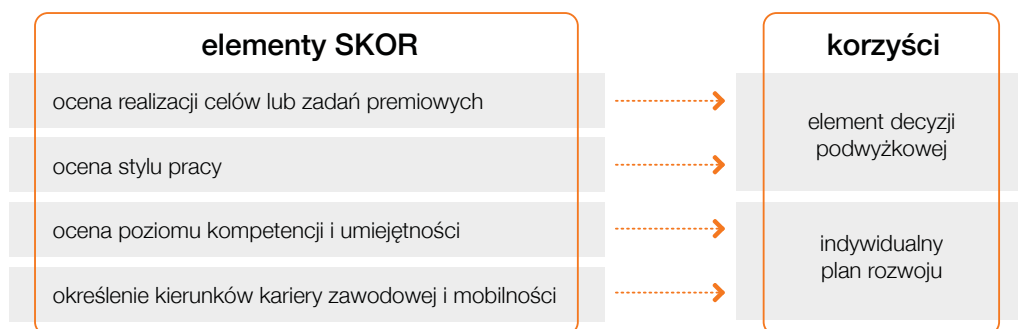 elementy SKOR
ocena realizacji celów lub zadań premiowych
ocena stylu pracy
ocena poziomu kompetencji i umiejętności
określenie kierunków kariery zawodowej i mobilności
korzyści
element decyzji
podwyżkowej
indywidualny
plan rozwoju